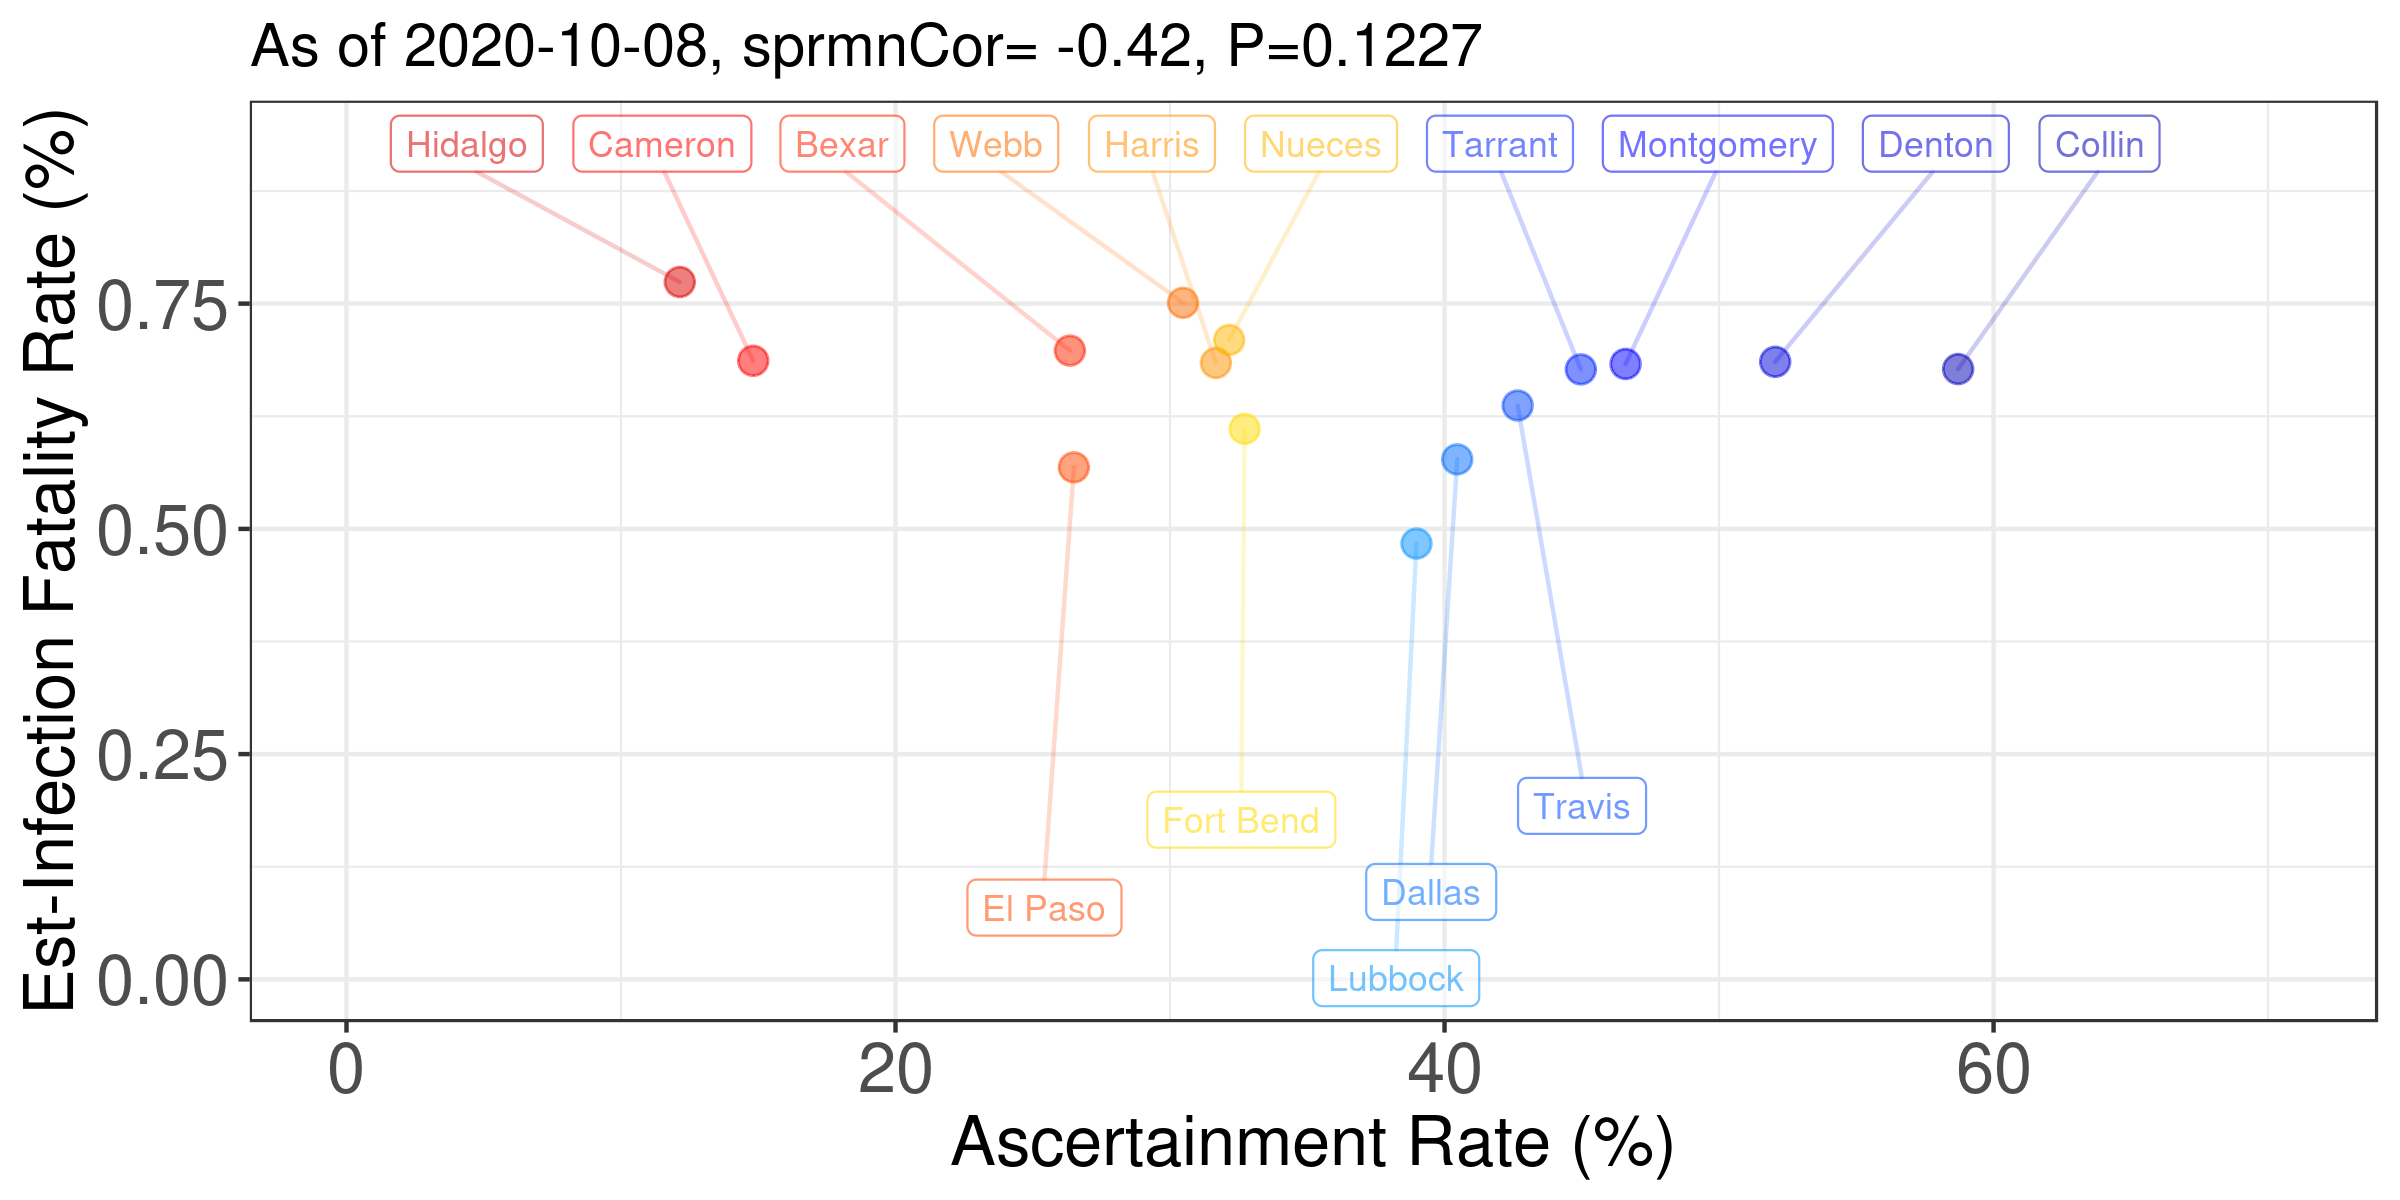 As of 2020-10-08, sprmnCor= -0.42, P=0.1227
Est-Infection Fatality Rate (%)
Hidalgo Cameron Bexar Webb Harris Nueces Tarrant Montgomery Denton Collin
0.75
0.50
0.25
Travis
Fort Bend
Dallas
El Paso
Lubbock
0.00
0 20 40 60
Ascertainment Rate (%)